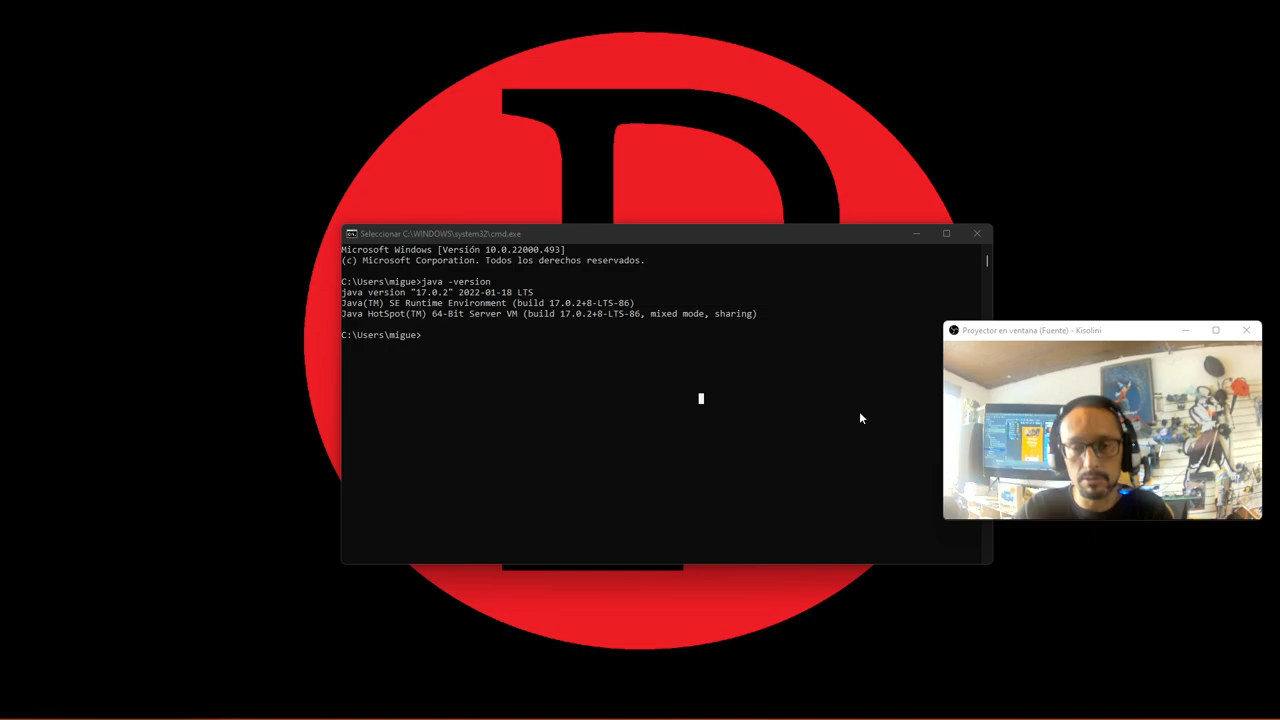 Seleccionar C:\WINDOWS\system32\cmd.exe
Microsoft Windows [Versión 10.0.22000.493]
(c) Microsoft Corporation. Todos los derechos reservados.
C:\Users\migue>java -version
java version "17.0.2" 2022-01-18 LTS
Java(TM) SE Runtime Environment (build 17.0.2+8-LTS-86)
Java HotSpot(TM) 64-Bit Server VM (build 17.0.2+8-LTS-86, mixed mode, sharing)
C:\Users\migue>
Proyector en ventana (Fuente) - Kisolini